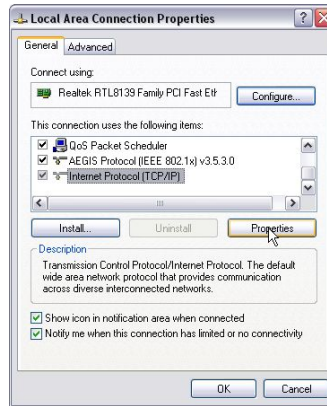 Local Area Connection Properties
General Advanced
Connect using:
Realtek RTL8139 Family PCI Fast Eth
Configure...
This connection uses the following items:
QoS Packet Scheduler
AEGIS Protocol (IEEE 802.1x) v3.5.3.0
Internet Protocol (TCP/IP)
Install... Uninstall Properties
Description
Transmission Control Protocol/Internet Protocol. The default
wide area network protocol that provides communication
across diverse interconnected networks.
Show icon in notification area when connected
Notify me when this connection has limited or no connectivity
OK Cancel